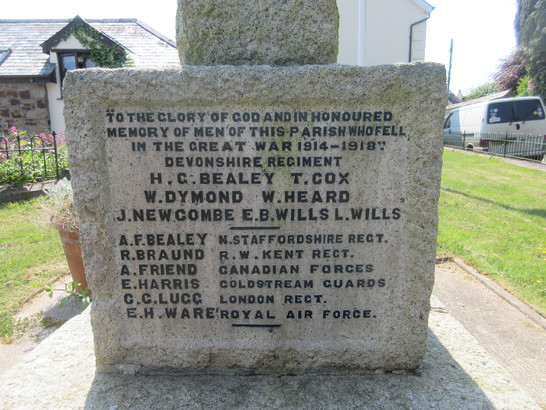 "TO THE GLORY OF GOD AND IN HONOURED
MEMORY OF MEN OF THIS PARISH WHO FELL
IN THE GREAT WAR 1914-1918".
DEVONSHIRE REGIMENT
H. G. BEALEY T. COX
W. DYMOND W. HEARD
J. NEWCOMBE E.B. WILLS L. WILLS
A.F. BEALEY N. STAFFORDSHIRE REGT.
R. BRAUND R.W. KENT REGT.
A. FRIEND CANADIAN FORCES
E. HARRIS COLDSTREAM GUARDS
C.G. LUGG LONDON REGT.
E.H. WARE ROYAL AIR FORCE.